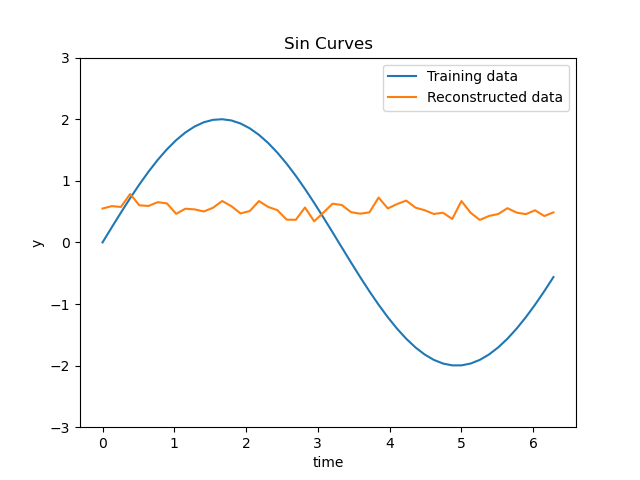 Sin Curves
Training data
Reconstructed data
3
2
1
0
−1
−2
−3
y
0 1 2 3 4 5 6
time